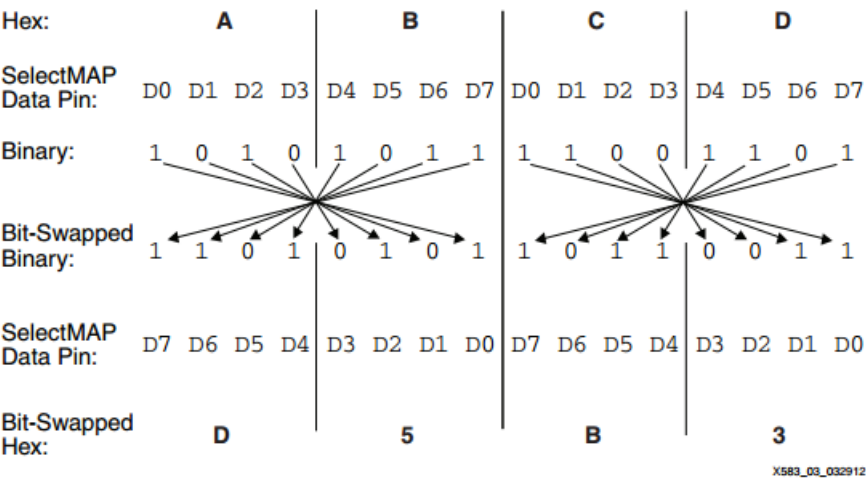 Hex: A B C D
SelectMAP
Data Pin: D0 D1 D2 D3 D4 D5 D6 D7 D0 D1 D2 D3 D4 D5 D6 D7
Binary: 1 0 1 0 1 0 1 1 1 1 0 0 1 1 0 1
Bit-Swapped
Binary: 1 1 0 1 0 1 0 1 1 0 1 1 0 0 1 1
SelectMAP
Data Pin: D7 D6 D5 D4 D3 D2 D1 D0 D7 D6 D5 D4 D3 D2 D1 D0
Bit-Swapped
Hex: D 5 B 3
X583_03_032912